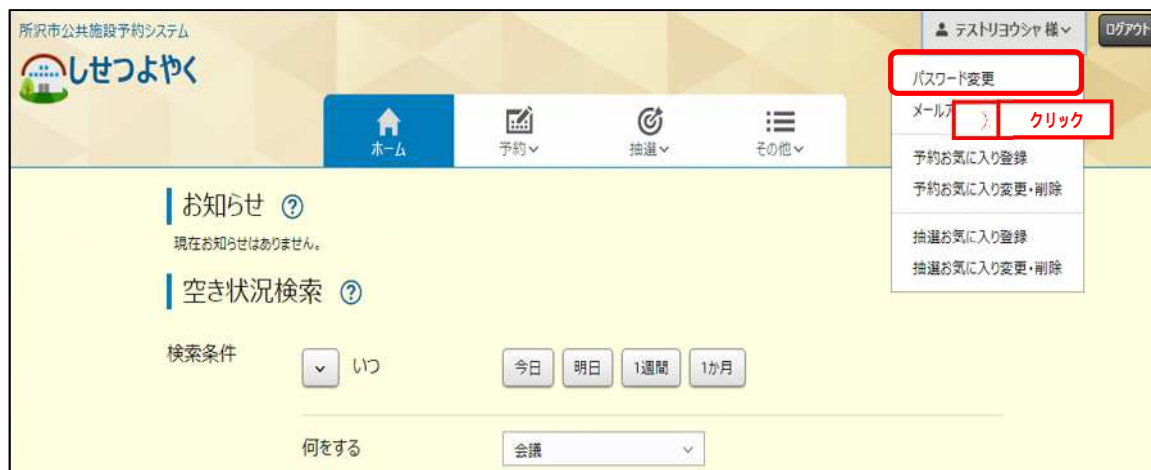 所沢市公共施設予約システム
しせつよやく
テストリヨウシャ 様
ログアウト
パスワード変更
メールア
クリック
予約お気に入り登録
予約お気に入り変更・削除
抽選お気に入り登録
抽選お気に入り変更・削除
ホーム
予約
抽選
その他
お知らせ ?
現在お知らせはありません。
空き状況検索 ?
検索条件
いつ
今日 明日 1週間 1か月
何をする
会議